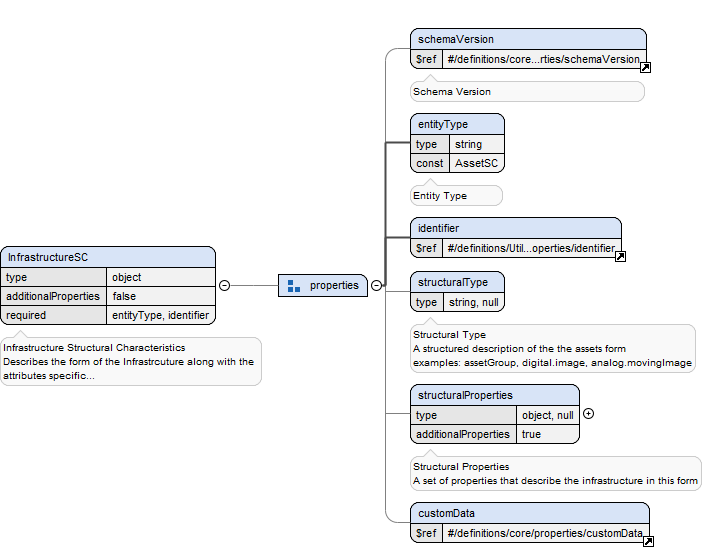 schemaVersion
$ref #/definitions/core...rties/schemaVersion
Schema Version
entityType
type string
const AssetSC
Entity Type
identifier
$ref #/definitions/Util...operties/identifier
InfrastructureSC
type object
additionalProperties false
required entityType, identifier
Infrastructure Structural Characteristics
Describes the form of the Infrastrcuture along with the
attributes specific...
properties
structuralType
type string, null
Structural Type
A structured description of the the assets form
examples: assetGroup, digital.image, analog.movingImage
structuralProperties
type object, null
additionalProperties true
Structural Properties
A set of properties that describe the infrastructure in this form
customData
$ref #/definitions/core/properties/customData